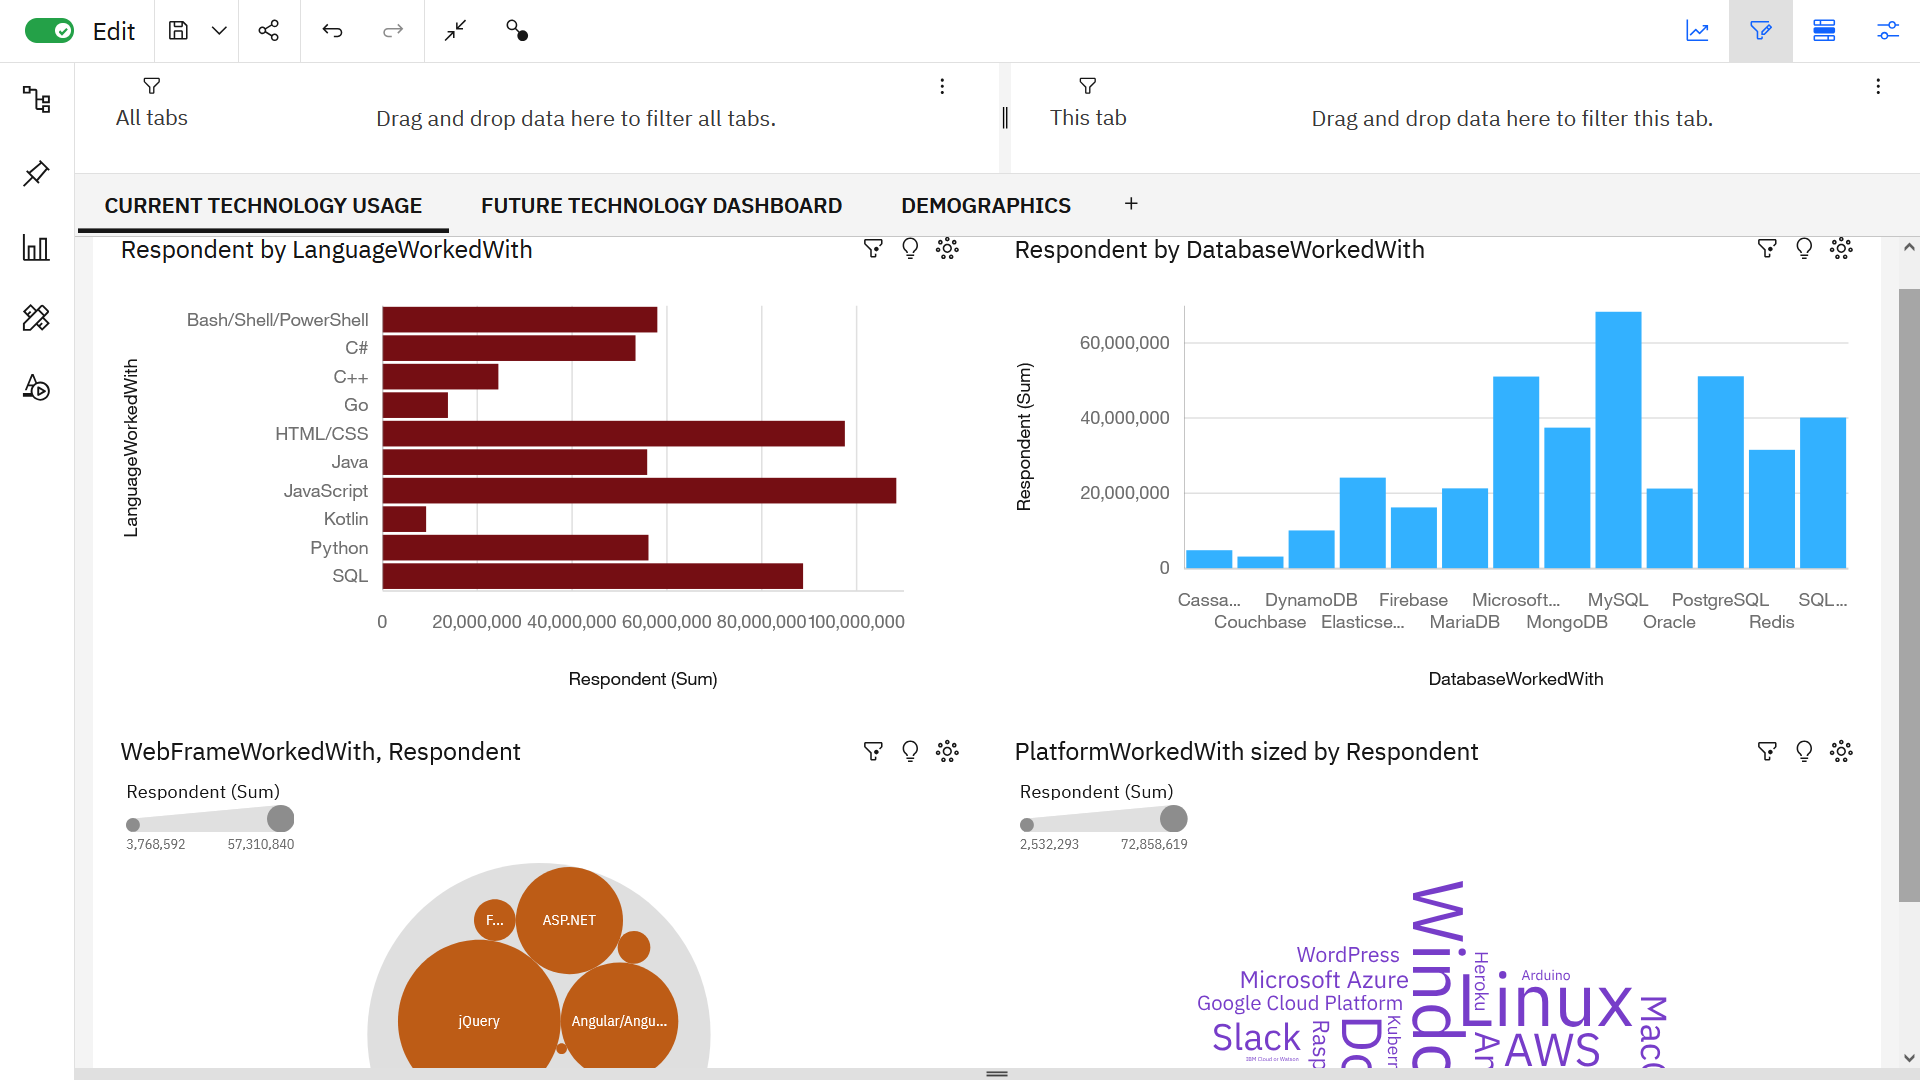 Edit
All tabs
Drag and drop data here to filter all tabs.
This tab
Drag and drop data here to filter this tab.
CURRENT TECHNOLOGY USAGE
FUTURE TECHNOLOGY DASHBOARD
DEMOGRAPHICS
+
Respondent by LanguageWorkedWith
LanguageWorkedWith
Bash/Shell/PowerShell
C#
C++
Go
HTML/CSS
Java
JavaScript
Kotlin
Python
SQL
0 20,000,000 40,000,000 60,000,000 80,000,000 100,000,000
Respondent (Sum)
Respondent by DatabaseWorkedWith
Respondent (Sum)
60,000,000
40,000,000
20,000,000
0
Cassa... DynamoDB Firebase Microsoft... MySQL PostgreSQL SQL...
Couchbase Elasticse... MariaDB MongoDB Oracle Redis
DatabaseWorkedWith
WebFrameWorkedWith, Respondent
Respondent (Sum)
3,768,592 57,310,840
F...
ASP.NET
jQuery
Angular/Angu...
PlatformWorkedWith sized by Respondent
Respondent (Sum)
2,532,293 72,858,619
WordPress
Microsoft Azure
Google Cloud Platform
Slack
IBM Cloud or Watson
Heroku
Arduino
Linux
AWS